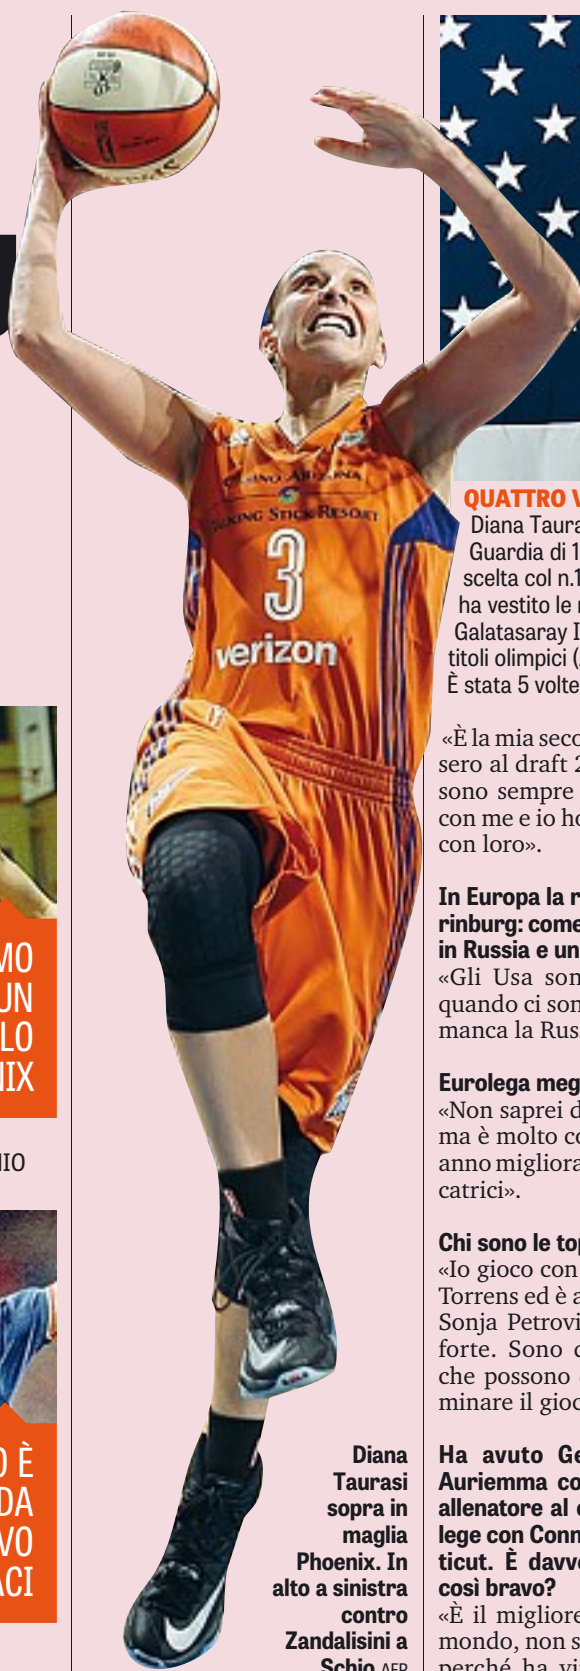 MO
UN
LO
NIX
NIO
O È
DA
VO
ACI
3
verizon
Diana
Taurasi
sopra in
maglia
Phoenix. In
alto a sinistra
contro
Zandalisini a
Schio AFP
QUATTRO V
Diana Taura
Guardia di 1
scelta col n.1
ha vestito le
Galatasaray I
titoli olimpici (
È stata 5 volte
«È la mia seco
sero al draft 2
sono sempre
con me e io ho
con loro».
In Europa la r
rinburg: come
in Russia e un
«Gli Usa son
quando ci son
manca la Rus
Eurolega meg
«Non saprei d
ma è molto co
anno migliora
catrici».
Chi sono le top
«Io gioco con
Torrens ed è a
Sonja Petrovi
forte. Sono
che possono
minare il gioc
Ha avuto Ge
Auriemma co
allenatore al
lege con Conn
ticut. È davv
così bravo?
«È il migliore
mondo, non s
perché ha vi